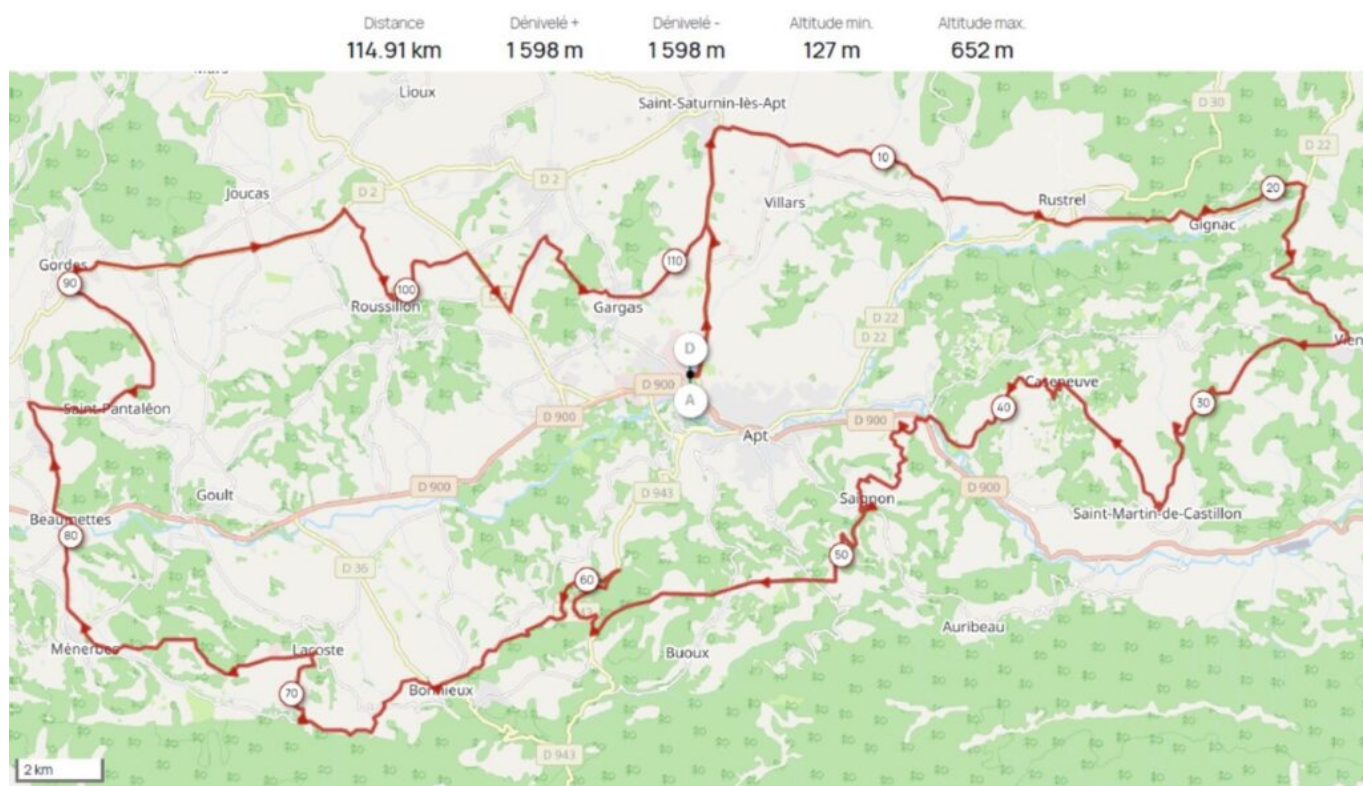 Distance
114.91 km
Dénivelé +
1 598 m
Dénivelé -
1 598 m
Altitude min.
127 m
Altitude max.
652 m
Lioux
Saint-Saturnin-lès-Apt
D 30
D 22
10
20
Joucas
D 2
D 2
Villars
Rustrel
Gignac
Gordes
90
110
100
Roussillon
Gargas
D 22
D 22
Vien
D
A
D 900
D 900
Caseneuve
30
40
Saint-Pantaléon
Apt
D 900
D 900
D 943
D 900
D 900
Goult
Saignon
Saint-Martin-de-Castillon
Beaumettes
80
50
60
D 36
Auribeau
Ménerbes
Lacoste
Buoux
70
Bonnieux
D 943
2 km